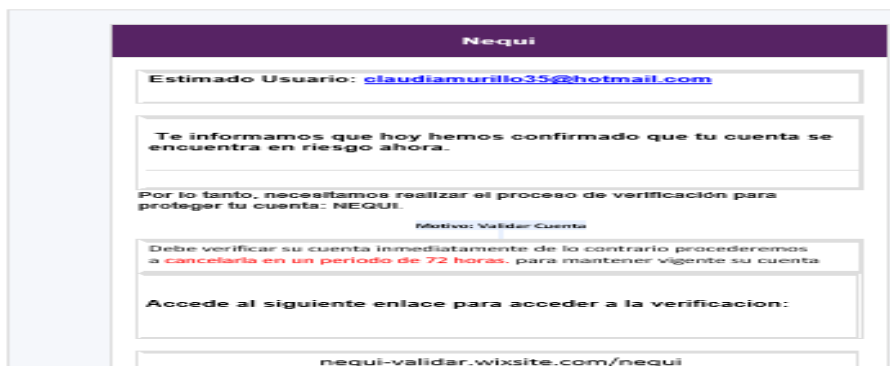 Nequi
Estimado Usuario: claudiamurillo35@hotmail.com
Te informamos que hoy hemos confirmado que tu cuenta se
encuentra en riesgo ahora.
Por lo tanto, necesitamos realizar el proceso de verificación para
proteger tu cuenta: NEQUI.
Motivo: Validar Cuenta
Debe verificar su cuenta inmediatamente de lo contrario procederemos
a cancelarla en un periodo de 72 horas. para mantener vigente su cuenta
Accede al siguiente enlace para acceder a la verificacion:
nequi-validar.wixsite.com/nequi